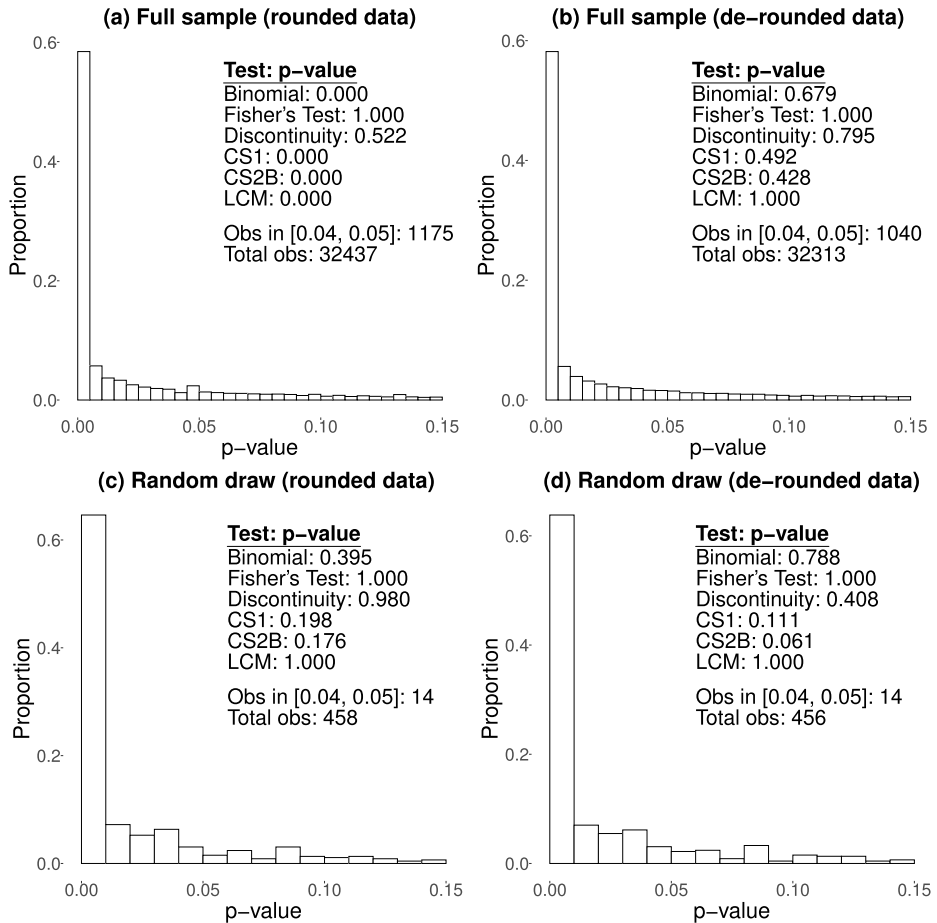 (a) Full sample (rounded data)
Test: p−value
Binomial: 0.000
Fisher's Test: 1.000
Discontinuity: 0.522
CS1: 0.000
CS2B: 0.000
LCM: 0.000
Obs in [0.04, 0.05]: 1175
Total obs: 32437
Proportion
0.6
0.4
0.2
0.0
0.00 0.05 0.10 0.15
p−value
(b) Full sample (de−rounded data)
Test: p−value
Binomial: 0.679
Fisher's Test: 1.000
Discontinuity: 0.795
CS1: 0.492
CS2B: 0.428
LCM: 1.000
Obs in [0.04, 0.05]: 1040
Total obs: 32313
Proportion
0.6
0.4
0.2
0.0
0.00 0.05 0.10 0.15
p−value
(c) Random draw (rounded data)
Test: p−value
Binomial: 0.395
Fisher's Test: 1.000
Discontinuity: 0.980
CS1: 0.198
CS2B: 0.176
LCM: 1.000
Obs in [0.04, 0.05]: 14
Total obs: 458
Proportion
0.6
0.4
0.2
0.0
0.00 0.05 0.10 0.15
p−value
(d) Random draw (de−rounded data)
Test: p−value
Binomial: 0.788
Fisher's Test: 1.000
Discontinuity: 0.408
CS1: 0.111
CS2B: 0.061
LCM: 1.000
Obs in [0.04, 0.05]: 14
Total obs: 456
Proportion
0.6
0.4
0.2
0.0
0.00 0.05 0.10 0.15
p−value